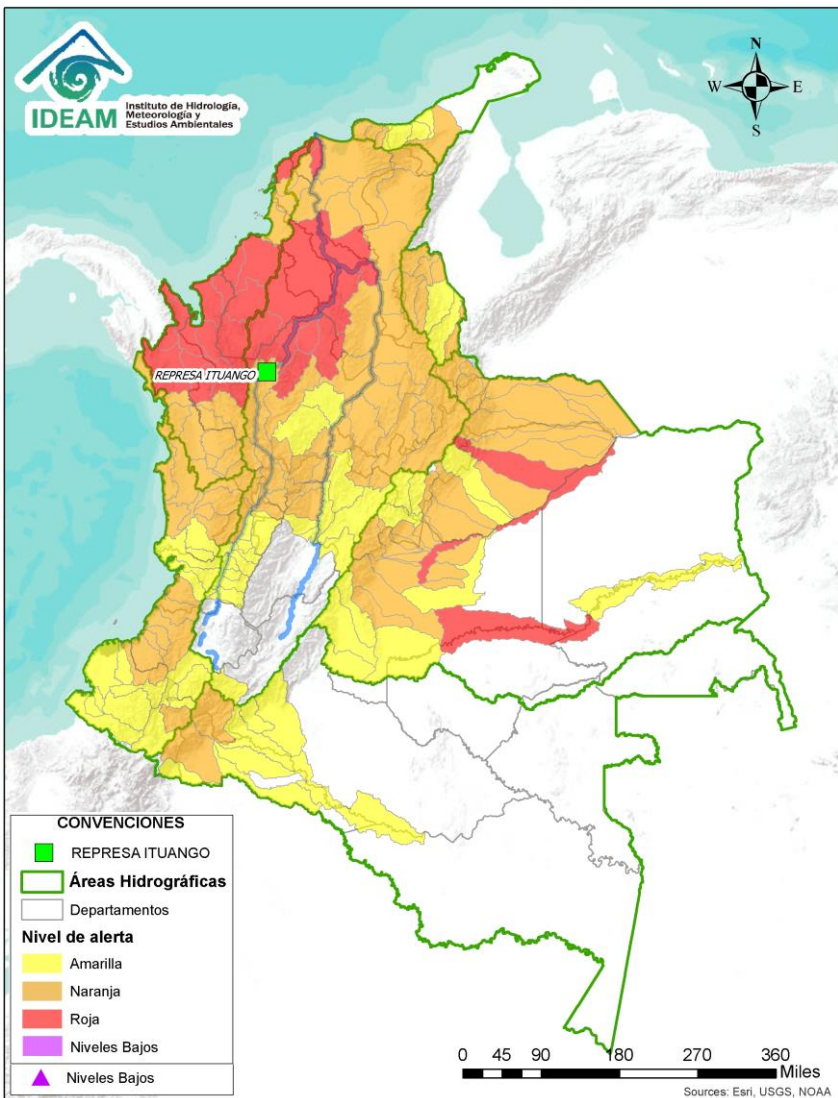 IDEAM
Instituto de Hidrología,
Meteorología y
Estudios Ambientales
N
W
E
S
REPRESA ITUANGO
CONVENCIONES
REPRESA ITUANGO
Áreas Hidrográficas
Departamentos
Nivel de alerta
Amarilla
Naranja
Roja
Niveles Bajos
Niveles Bajos
0 45 90 180 270 360
Miles
Sources: Esri, USGS, NOAA